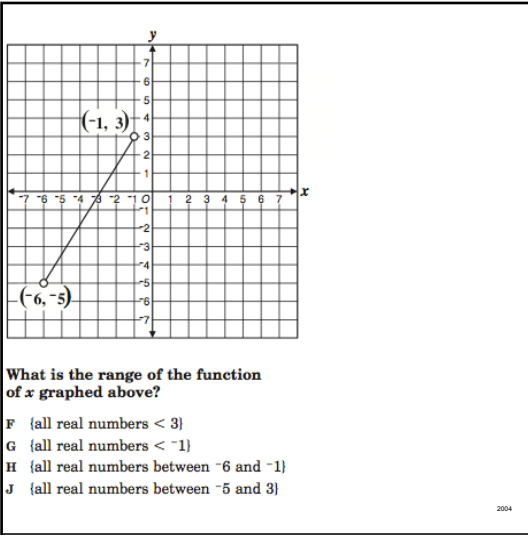 y
7
6
5
(⁻1, 3) 4
3
2
1
⁻7 ⁻6 ⁻5 ⁻4 ⁻3 ⁻2 ⁻1 O 1 2 3 4 5 6 7 x
⁻1
⁻2
⁻3
⁻4
⁻5
(⁻6, ⁻5) ⁻6
⁻7
What is the range of the function
of x graphed above?
F {all real numbers < 3}
G {all real numbers < ⁻1}
H {all real numbers between ⁻6 and ⁻1}
J {all real numbers between ⁻5 and 3}
2004